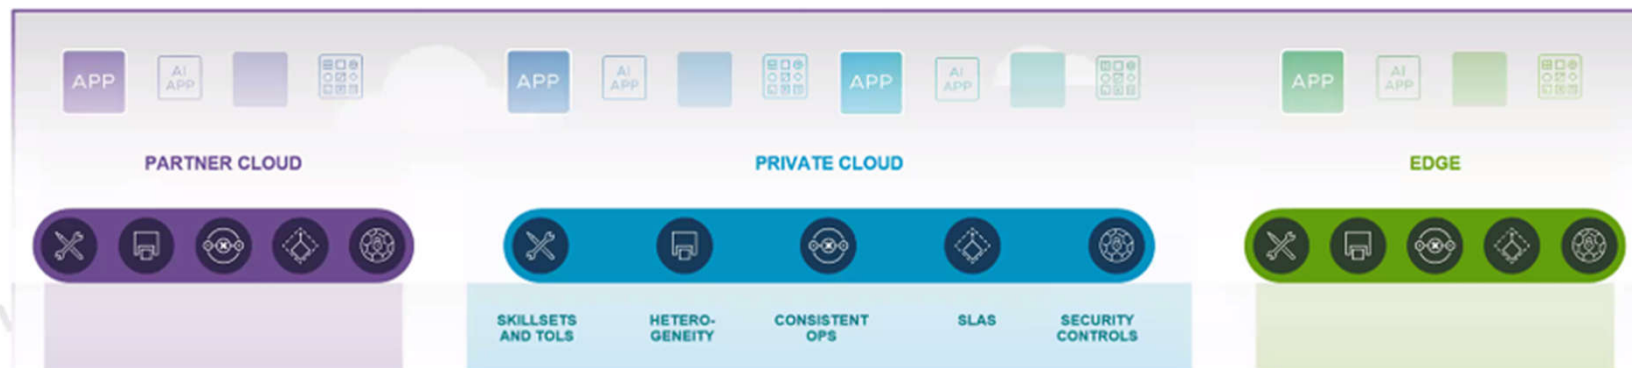 APP
AI
APP
APP
AI
APP
APP
AI
APP
APP
AI
APP
PARTNER CLOUD
PRIVATE CLOUD
EDGE
SKILLSETS
AND TOLS
HETERO-
GENEITY
CONSISTENT
OPS
SLAS
SECURITY
CONTROLS